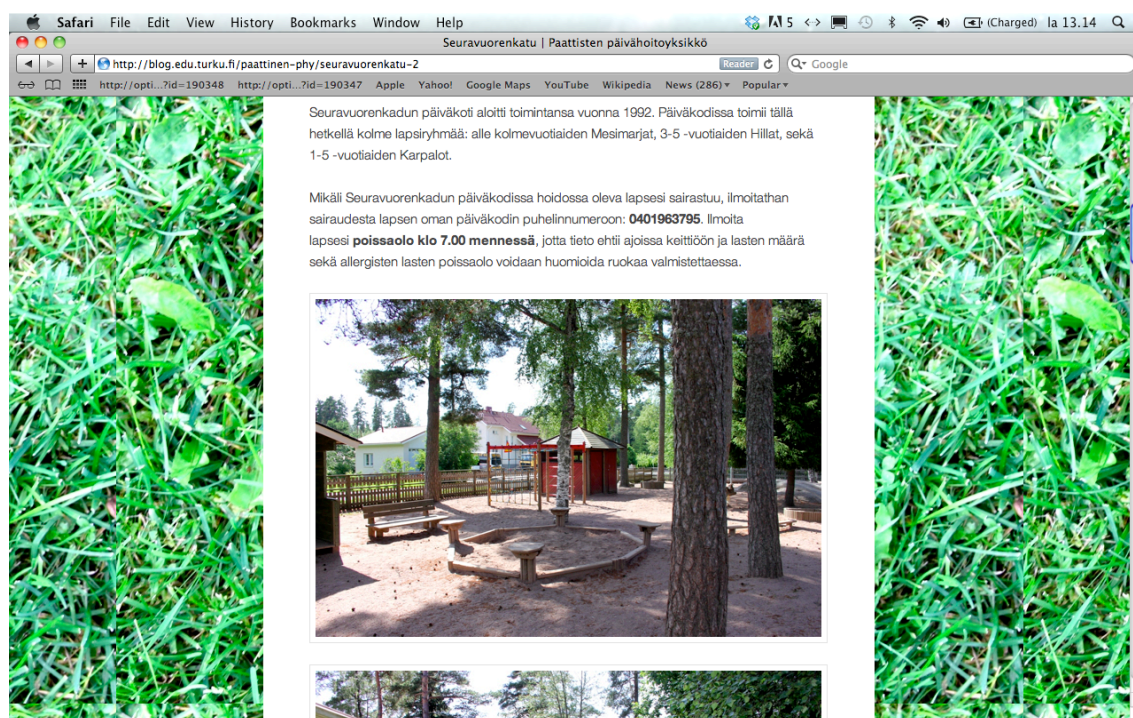 Safari File Edit View History Bookmarks Window Help 5 (Charged) la 13.14
Seuravuorenkatu | Paattisten päivähoitoyksikkö
http://blog.edu.turku.fi/paattinen-phy/seuravuorenkatu-2 Reader Google
http://opti...?id=190348 http://opti...?id=190347 Apple Yahoo! Google Maps YouTube Wikipedia News (286) Popular
Seuravuorenkadun päiväkoti aloitti toimintansa vuonna 1992. Päiväkodissa toimii tällä
hetkellä kolme lapsiryhmää: alle kolmevuotiaiden Mesimarjat, 3-5 -vuotiaiden Hillat, sekä
1-5 -vuotiaiden Karpalot.
Mikäli Seuravuorenkadun päiväkodissa hoidossa oleva lapsesi sairastuu, ilmoitathan
sairaudesta lapsen oman päiväkodin puhelinnumeroon: 0401963795. Ilmoita
lapsesi poissaolo klo 7.00 mennessä, jotta tieto ehtii ajoissa keittiöön ja lasten määrä
sekä allergisten lasten poissaolo voidaan huomioida ruokaa valmistettaessa.